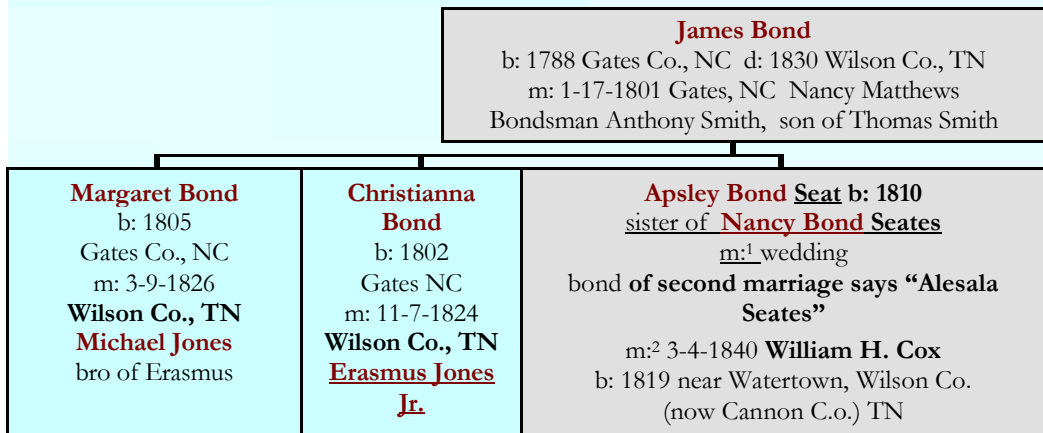 James Bond
b: 1788 Gates Co., NC  d: 1830 Wilson Co., TN
m: 1-17-1801 Gates, NC  Nancy Matthews
Bondsman Anthony Smith,  son of Thomas Smith
Margaret Bond
b: 1805
Gates Co., NC
m: 3-9-1826
Wilson Co., TN
Michael Jones
bro of Erasmus
Christianna
Bond
b: 1802
Gates NC
m: 11-7-1824
Wilson Co., TN
Erasmus Jones
Jr.
Apsley Bond Seat b: 1810
sister of  Nancy Bond Seates
m:¹ wedding
bond of second marriage says “Alesala
Seates”
m:² 3-4-1840 William H. Cox
b: 1819 near Watertown, Wilson Co.
(now Cannon C.o.) TN